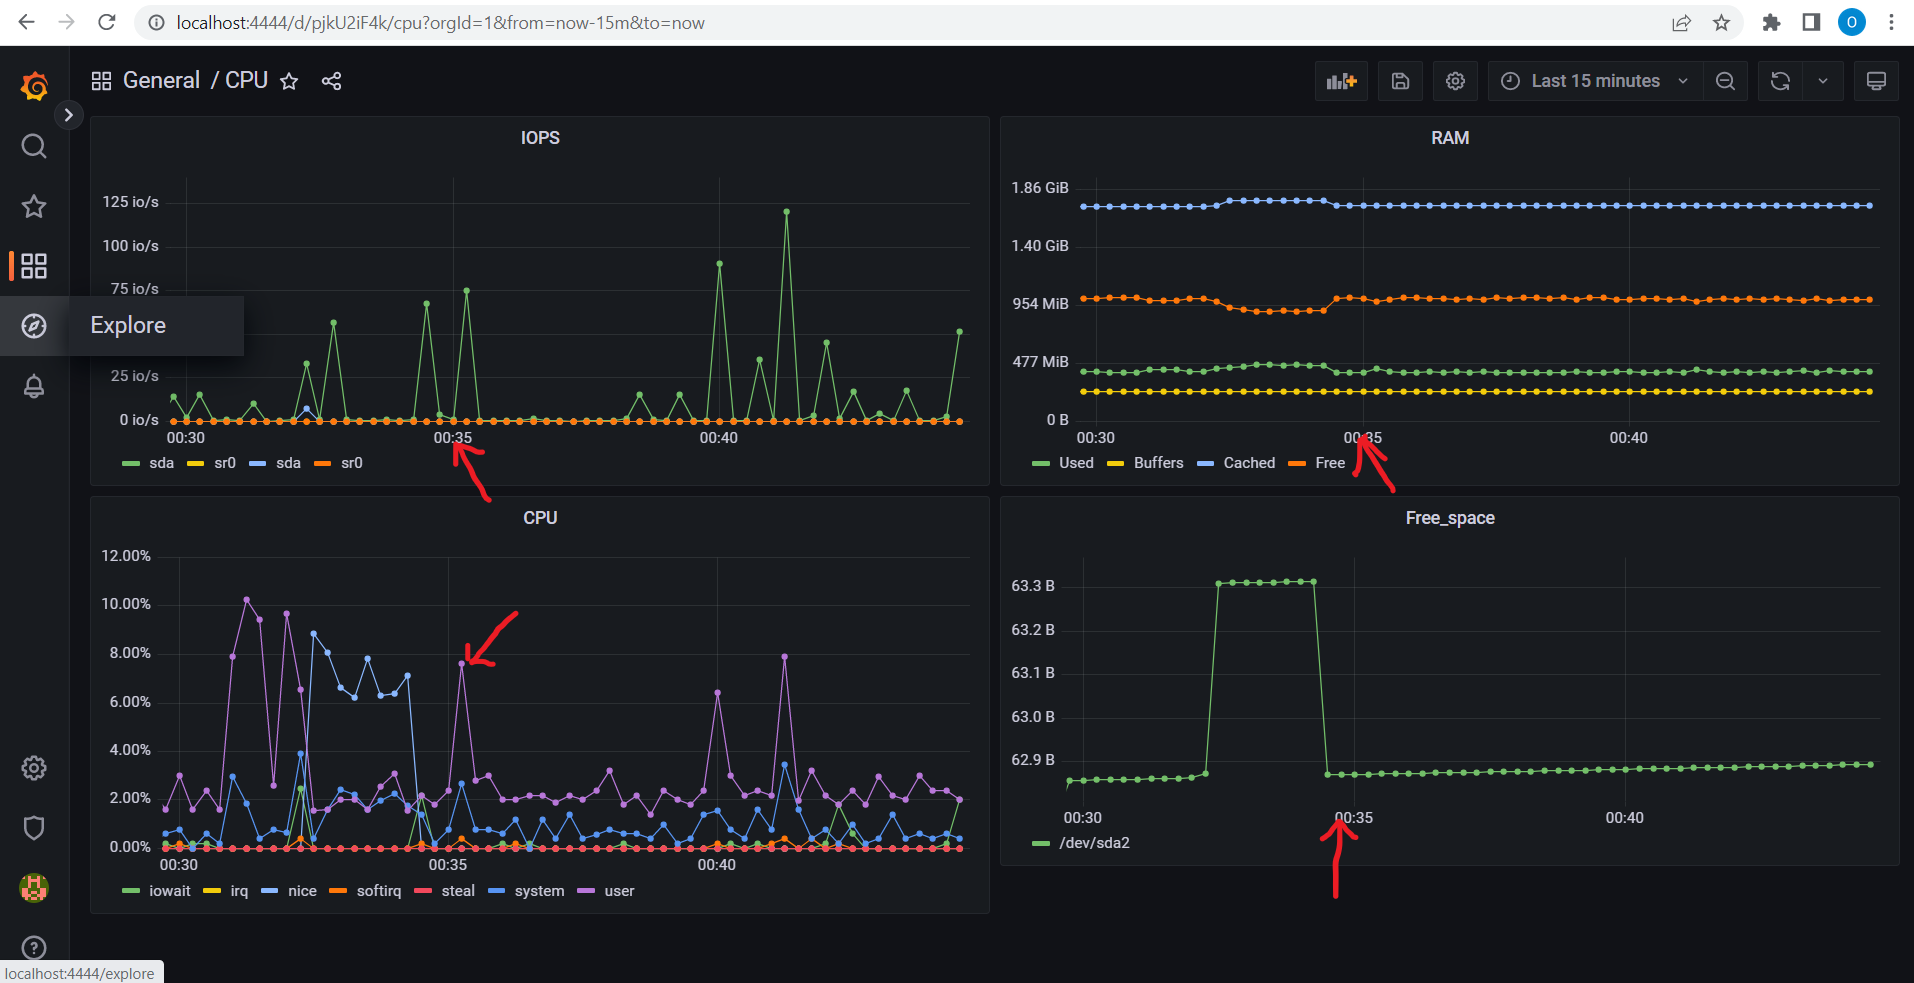 localhost:4444/d/pjkU2iF4k/cpu?orgId=1&from=now-15m&to=now
O
General / CPU
Last 15 minutes
IOPS
125 io/s
100 io/s
75 io/s
25 io/s
0 io/s
00:30 00:35 00:40
sda sr0 sda sr0
Explore
RAM
1.86 GiB
1.40 GiB
954 MiB
477 MiB
0 B
00:30 00:35 00:40
Used Buffers Cached Free
CPU
12.00%
10.00%
8.00%
6.00%
4.00%
2.00%
0.00%
00:30 00:35 00:40
iowait irq nice softirq steal system user
Free_space
63.3 B
63.2 B
63.1 B
63.0 B
62.9 B
00:30 00:35 00:40
/dev/sda2
localhost:4444/explore